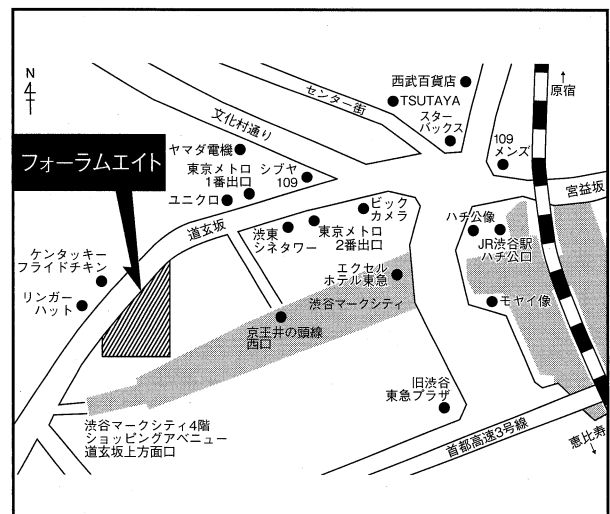 N
西武百貨店
TSUTAYA
スター
バックス
センター街
文化村通り
↑
原宿
109
メンズ
宮益坂
ヤマダ電機
東京メトロ
1番出口
シブヤ
109
ユニクロ
フォーラムエイト
道玄坂
渋東
シネタワー
東京メトロ
2番出口
ビック
カメラ
ハチ公像
JR渋谷駅
ハチ公口
ケンタッキー
フライドチキン
リンガー
ハット
エクセル
ホテル東急
渋谷マークシティ
モヤイ像
京王井の頭線
西口
旧渋谷
東急プラザ
渋谷マークシティ4階
ショッピングアベニュー
道玄坂上方面口
首都高速3号線
恵比寿
↓